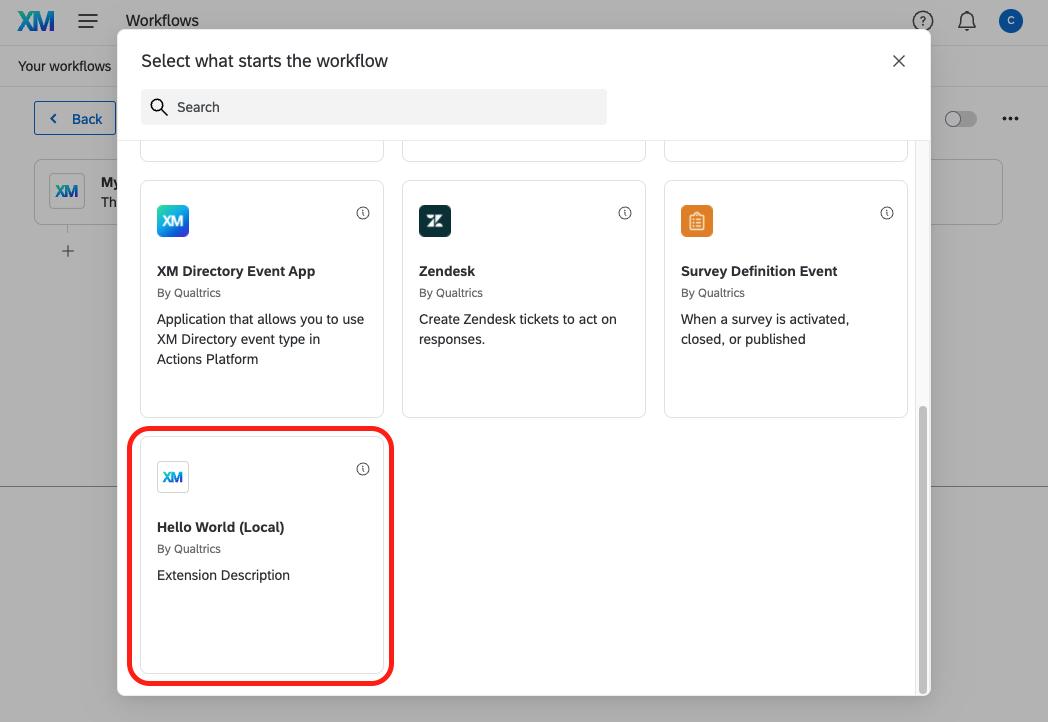 XM
Workflows
?
C
Your workflows
Select what starts the workflow
Search
Back
XM
My
Th
XM
XM Directory Event App
By Qualtrics
Application that allows you to use
XM Directory event type in
Actions Platform
Zendesk
By Qualtrics
Create Zendesk tickets to act on
responses.
Survey Definition Event
By Qualtrics
When a survey is activated,
closed, or published
XM
Hello World (Local)
By Qualtrics
Extension Description